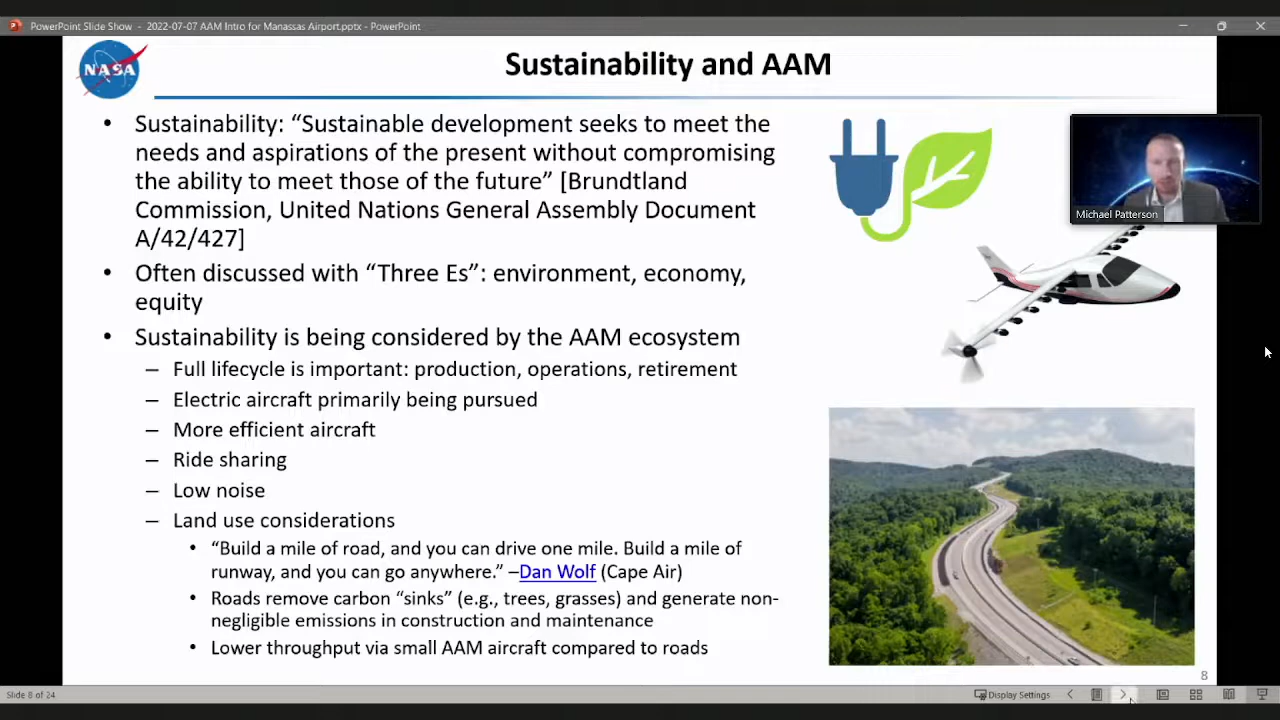 PowerPoint Slide Show - 2022-07-07 AAM Intro for Manassas Airport.pptx - PowerPoint
NASA
Sustainability and AAM
• Sustainability: “Sustainable development seeks to meet the
needs and aspirations of the present without compromising
the ability to meet those of the future” [Brundtland
Commission, United Nations General Assembly Document
A/42/427]
• Often discussed with “Three Es”: environment, economy,
equity
• Sustainability is being considered by the AAM ecosystem
– Full lifecycle is important: production, operations, retirement
– Electric aircraft primarily being pursued
– More efficient aircraft
– Ride sharing
– Low noise
– Land use considerations
• “Build a mile of road, and you can drive one mile. Build a mile of
runway, and you can go anywhere.” –Dan Wolf (Cape Air)
• Roads remove carbon “sinks” (e.g., trees, grasses) and generate non-
negligible emissions in construction and maintenance
• Lower throughput via small AAM aircraft compared to roads
Michael Patterson
8
Slide 8 of 24
Display Settings